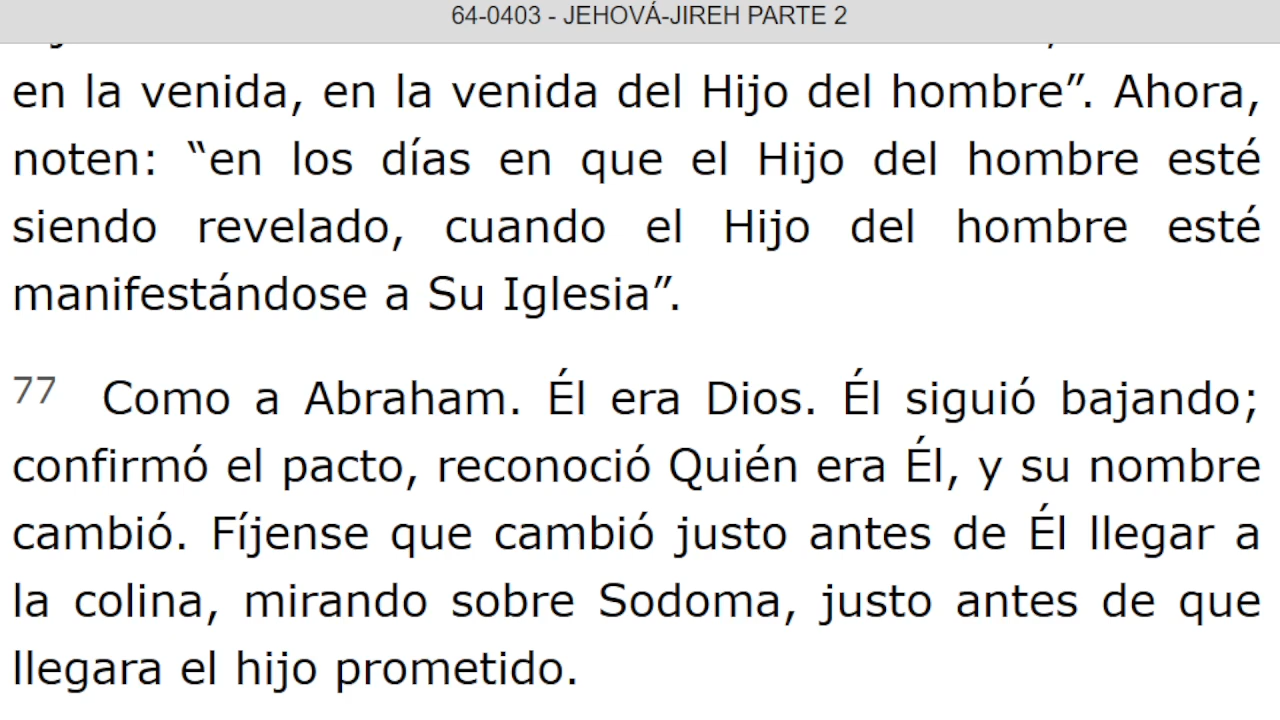 64-0403 - JEHOVÁ-JIREH PARTE 2
en la venida, en la venida del Hijo del hombre”. Ahora,
noten: “en los días en que el Hijo del hombre esté
siendo revelado, cuando el Hijo del hombre esté
manifestándose a Su Iglesia”.
77 Como a Abraham. Él era Dios. Él siguió bajando;
confirmó el pacto, reconoció Quién era Él, y su nombre
cambió. Fíjense que cambió justo antes de Él llegar a
la colina, mirando sobre Sodoma, justo antes de que
llegara el hijo prometido.